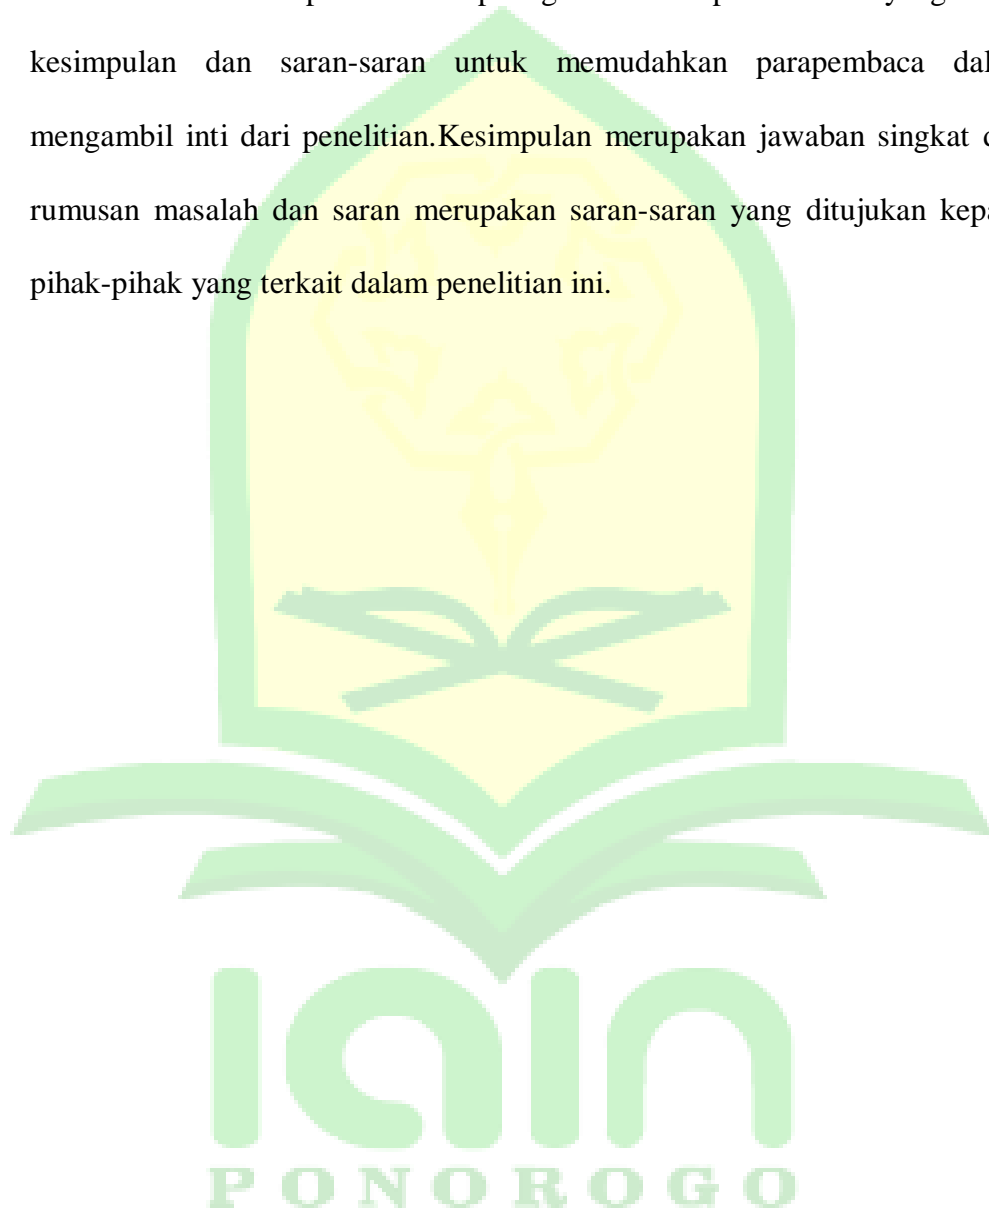 kesimpulan dan saran-saran untuk memudahkan parapembaca
mengambil inti dari penelitian.Kesimpulan merupakan jawaban singkat
rumusan masalah dan saran merupakan saran-saran yang ditujukan
pihak-pihak yang terkait dalam penelitian ini.
iain
PONOROGO